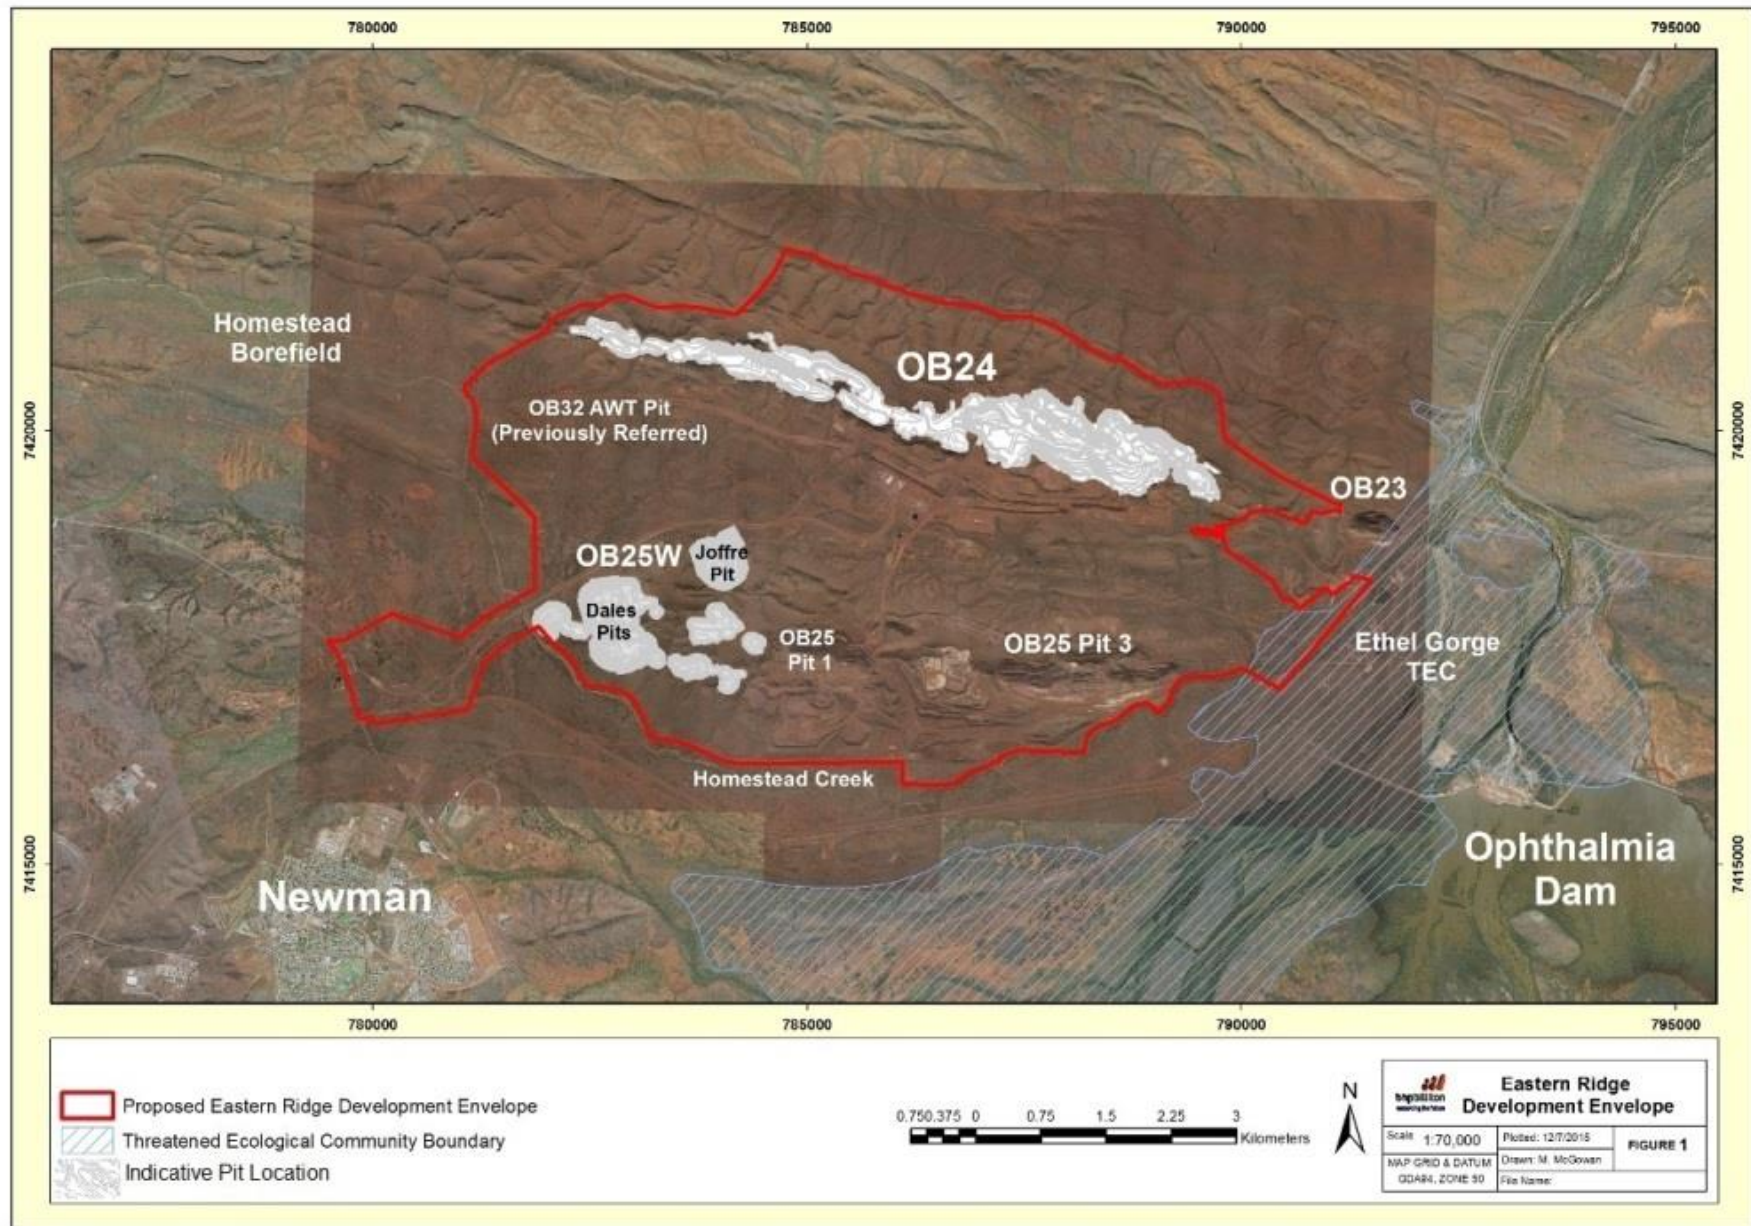 780000
785000
790000
795000
Homestead
Borefield
OB24
OB32 AWT Pit
(Previously Referred)
7420000
7420000
OB23
OB25W
Joffre
Pit
Dales
Pits
OB25
Pit 1
OB25 Pit 3
Ethel Gorge
TEC
Homestead Creek
7415000
7415000
Newman
Ophthalmia
Dam
780000
785000
790000
795000
Proposed Eastern Ridge Development Envelope
Threatened Ecological Community Boundary
Indicative Pit Location
0.750.375 0 0.75 1.5 2.25 3
Kilometers
N
bhpbilliton
Eastern Ridge
Development Envelope
Scale 1:70,000
Plotted: 12/7/2015
FIGURE 1
MAP GRID & DATUM
GDA94, ZONE 50
Drawn: M. McGowan
File Name: